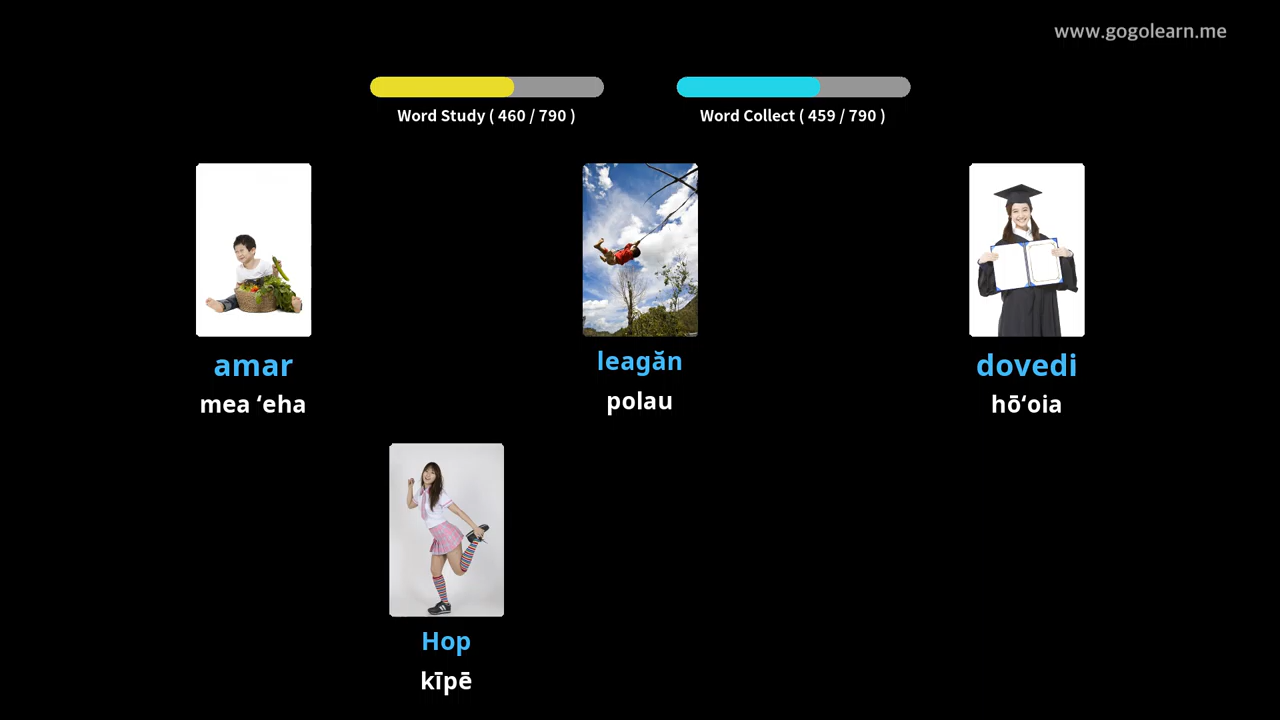 www.gogolearn.me
Word Study ( 460 / 790 )
Word Collect ( 459 / 790 )
amar
mea ʻeha
leagăn
polau
dovedi
hōʻoia
Hop
kīpē